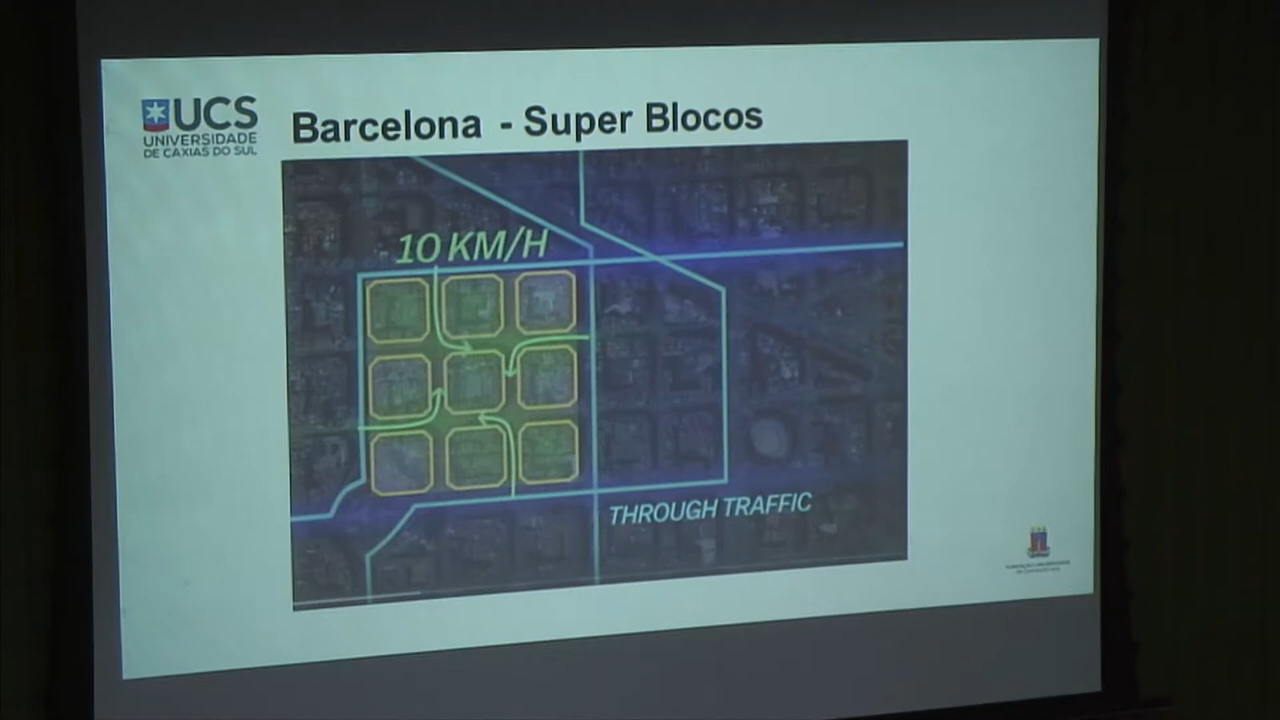 UCS
UNIVERSIDADE
DE CAXIAS DO SUL
Barcelona - Super Blocos
10 KM/H
THROUGH TRAFFIC